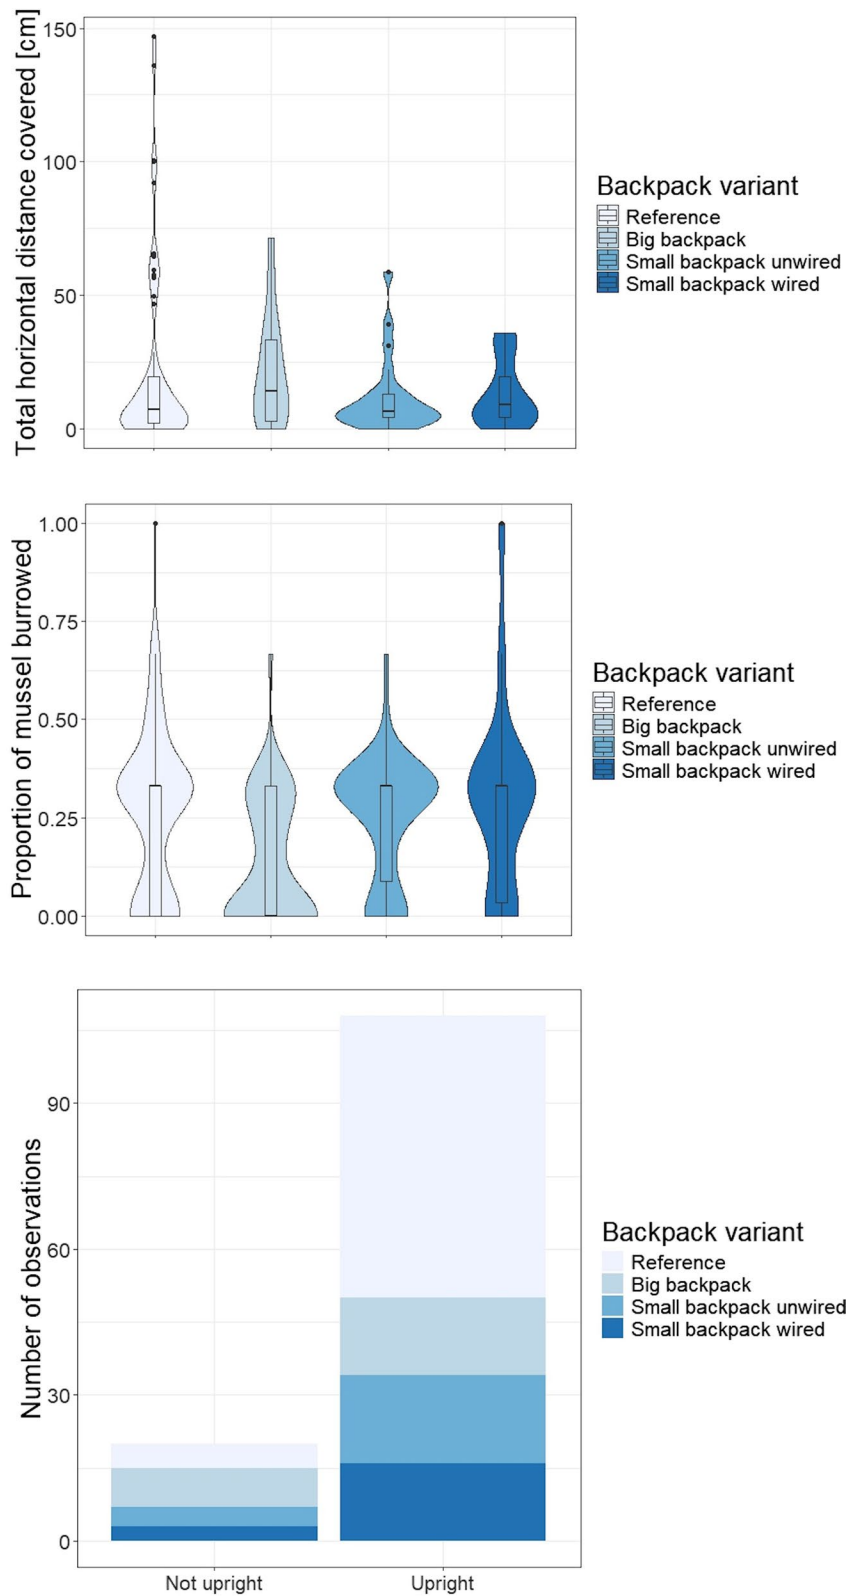 Total horizontal distance covered [cm]
150
100
50
0
Backpack variant
Reference
Big backpack
Small backpack unwired
Small backpack wired
Proportion of mussel burrowed
1.00
0.75
0.50
0.25
0.00
Backpack variant
Reference
Big backpack
Small backpack unwired
Small backpack wired
Number of observations
90
60
30
0
Not upright
Upright
Backpack variant
Reference
Big backpack
Small backpack unwired
Small backpack wired